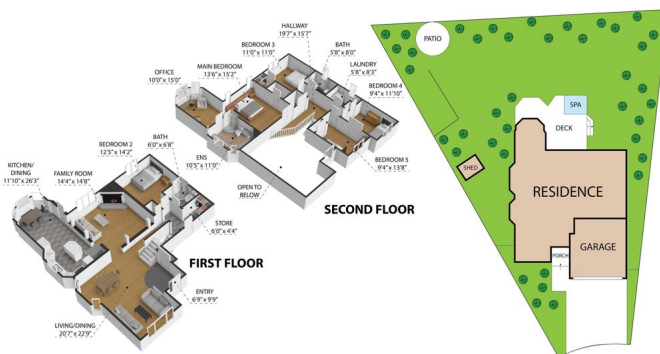 HALLWAY
19'7" x 15'7"
BEDROOM 3
11'0" x 11'0"
BATH
5'8" x 8'0"
MAIN BEDROOM
13'6" x 15'2"
LAUNDRY
5'8" x 8'3"
OFFICE
10'0" x 15'0"
BEDROOM 4
9'4" x 11'10"
BEDROOM 5
9'4" x 13'8"
ENS
10'5" x 11'0"
OPEN TO
BELOW
SECOND FLOOR
BATH
6'0" x 6'8"
BEDROOM 2
12'5" x 14'2"
KITCHEN/
DINING
11'10" x 26'3"
FAMILY ROOM
14'4" x 14'8"
STORE
6'0" x 4'4"
FIRST FLOOR
ENTRY
6'9" x 9'9"
LIVING/DINING
20'7" x 22'9"
PATIO
SPA
DECK
SHED
RESIDENCE
GARAGE
PORCH